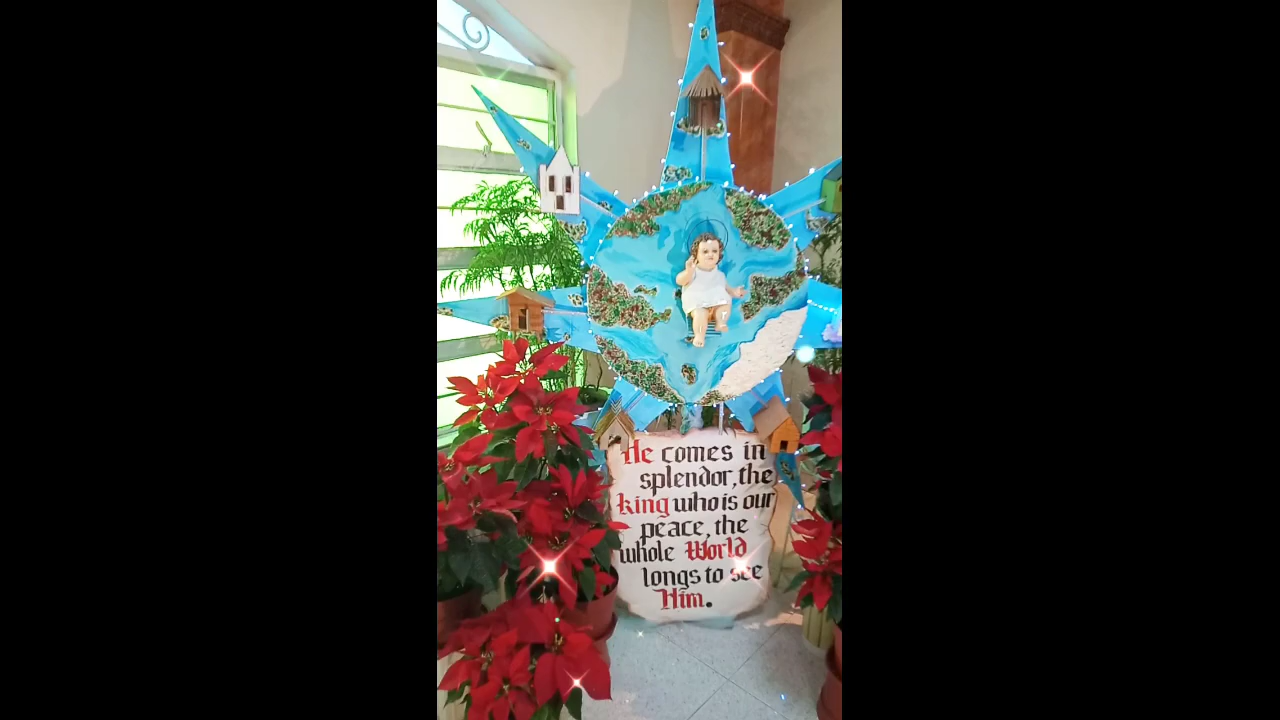 He comes in
splendor, the
king who is our
peace, the
whole World
longs to see
Him.